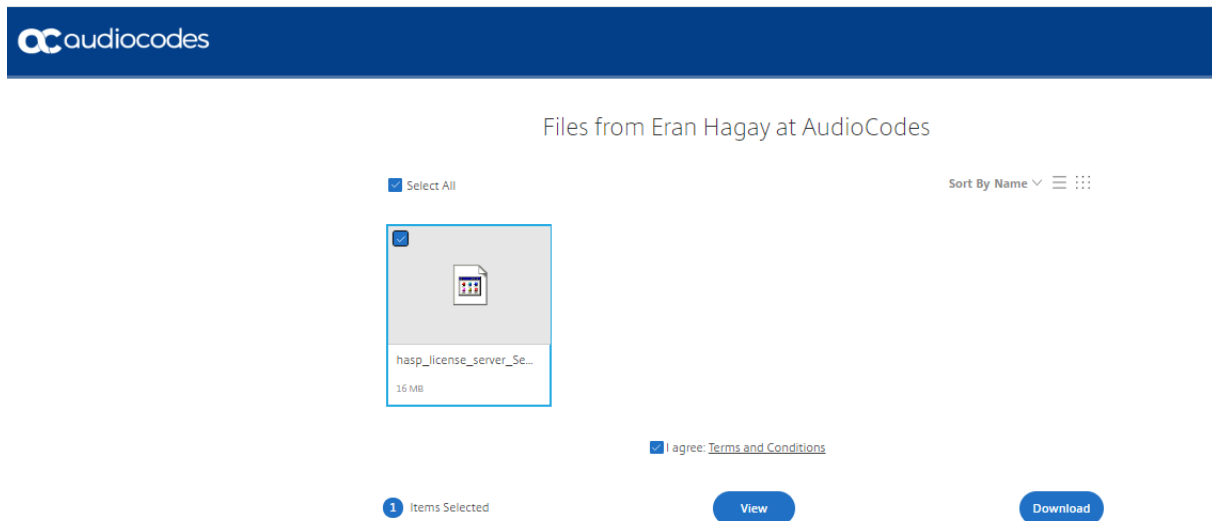 audiocodes
Files from Eran Hagay at AudioCodes
Select All
Sort By Name
hasp_license_server_Se...
16 MB
I agree: Terms and Conditions
1 Items Selected
View
Download